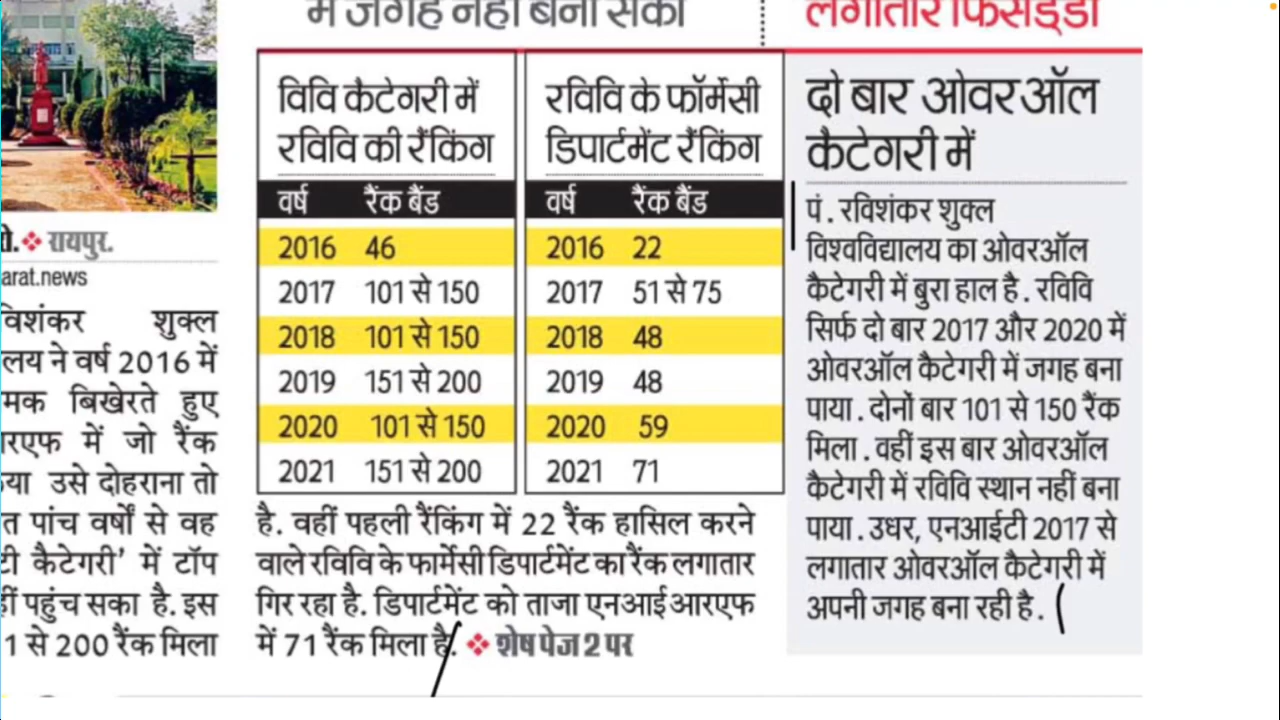 में जगह नहीं बना सका
लगातार फिसड्डी
रायपुर.
arat.news
विशंकर शुक्ल
लय ने वर्ष 2016 में
मक बिखेरते हुए
रएफ में जो रैंक
या उसे दोहराना तो
त पांच वर्षों से वह
टी कैटेगरी' में टॉप
हीं पहुंच सका है. इस
1 से 200 रैंक मिला
विवि कैटेगरी में
रविवि की रैंकिंग
वर्ष रैंक बैंड
2016 46
2017 101 से 150
2018 101 से 150
2019 151 से 200
2020 101 से 150
2021 151 से 200
रविवि के फॉर्मेसी
डिपार्टमेंट रैंकिंग
वर्ष रैंक बैंड
2016 22
2017 51 से 75
2018 48
2019 48
2020 59
2021 71
है. वहीं पहली रैंकिंग में 22 रैंक हासिल करने
वाले रविवि के फार्मेसी डिपार्टमेंट का रैंक लगातार
गिर रहा है. डिपार्टमेंट को ताजा एनआईआरएफ
में 71 रैंक मिला है. शेष पेज 2 पर
दो बार ओवरऑल
कैटेगरी में
पं. रविशंकर शुक्ल
विश्वविद्यालय का ओवरऑल
कैटेगरी में बुरा हाल है. रविवि
सिर्फ दो बार 2017 और 2020 में
ओवरऑल कैटेगरी में जगह बना
पाया. दोनों बार 101 से 150 रैंक
मिला. वहीं इस बार ओवरऑल
कैटेगरी में रविवि स्थान नहीं बना
पाया. उधर, एनआईटी 2017 से
लगातार ओवरऑल कैटेगरी में
अपनी जगह बना रही है.